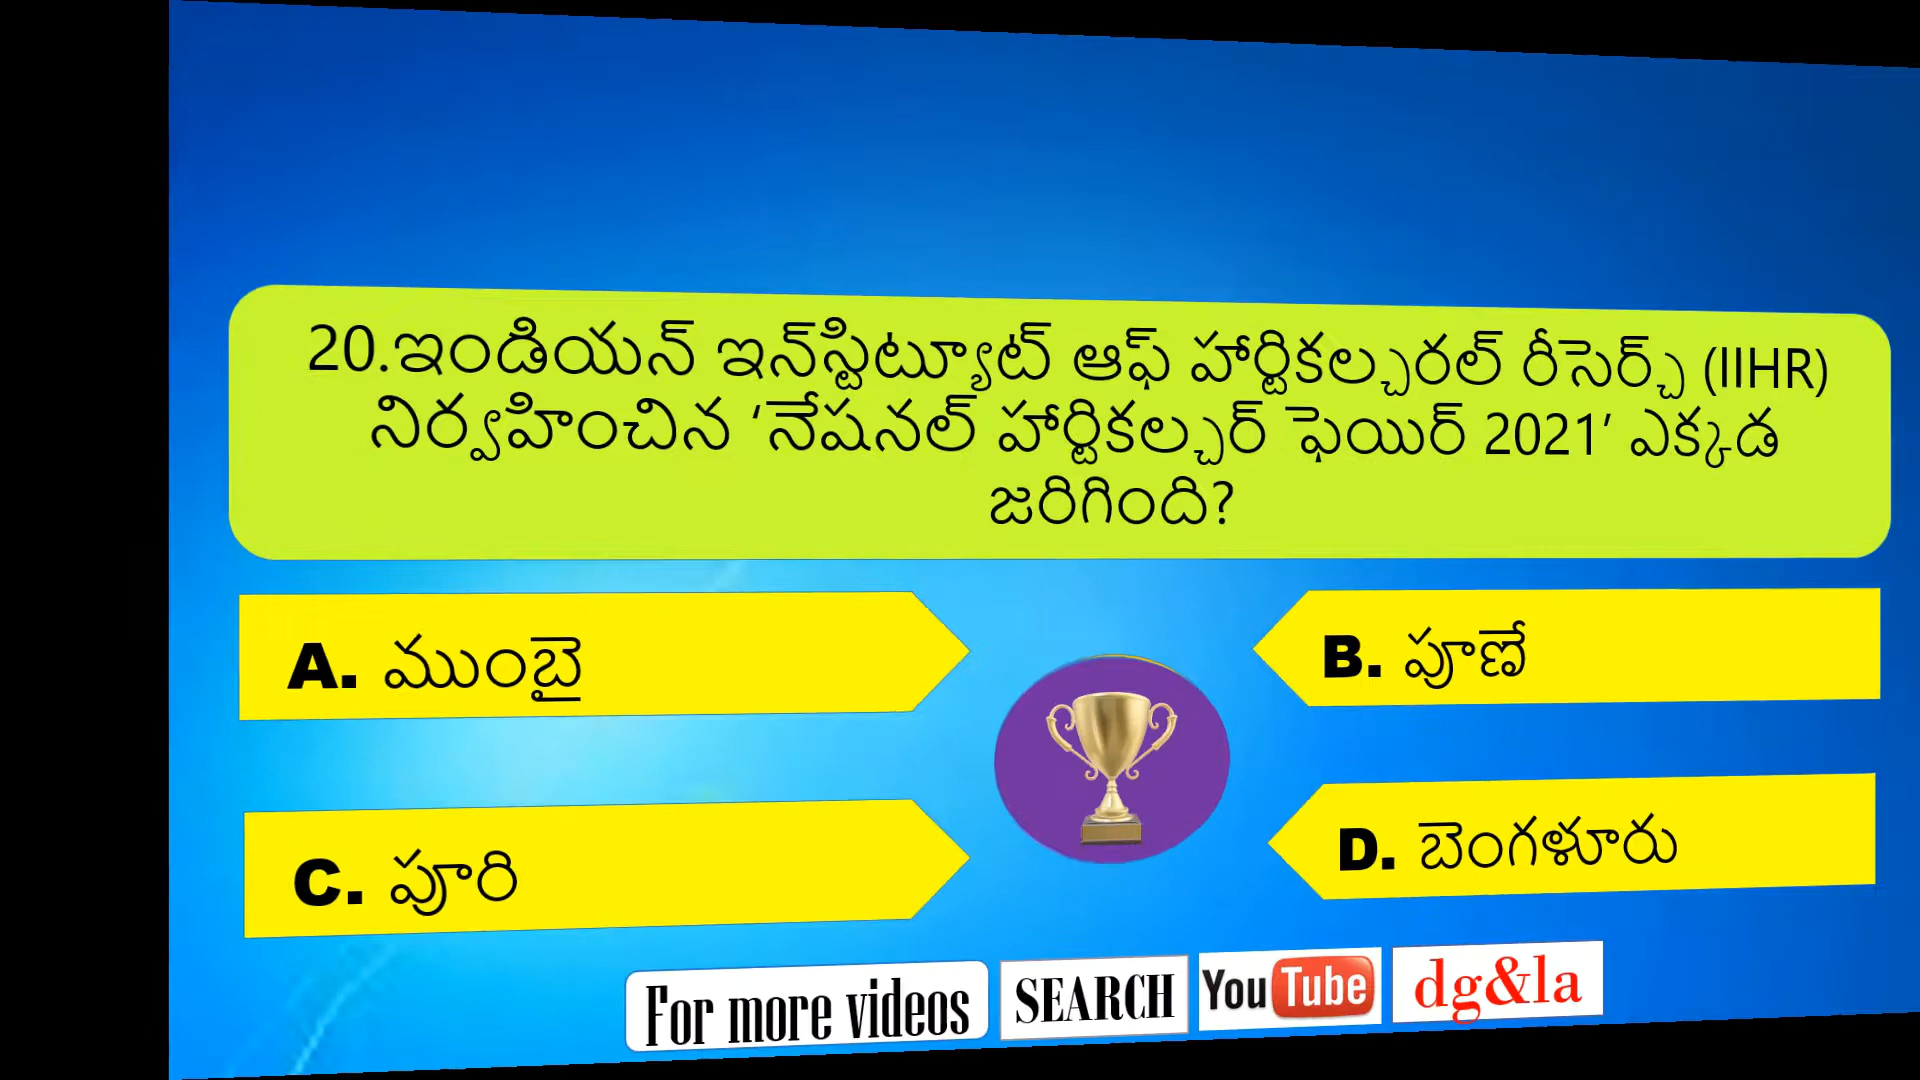 20.ఇండియన్ ఇన్‌స్టిట్యూట్ ఆఫ్ హార్టికల్చరల్ రీసెర్చ్ (IIHR)
నిర్వహించిన ‘నేషనల్ హార్టికల్చర్ ఫెయిర్ 2021’ ఎక్కడ
జరిగింది?
A. ముంబై
B. పూణే
C. పూరి
D. బెంగళూరు
For more videos SEARCH YouTube dg&la